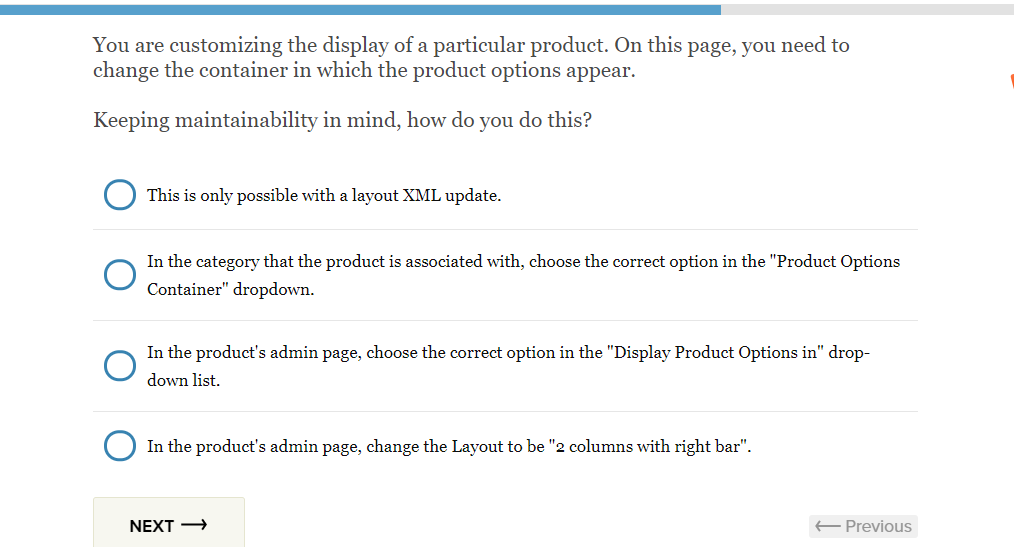 You are customizing the display of a particular product. On this page, you need to
change the container in which the product options appear.
Keeping maintainability in mind, how do you do this?
This is only possible with a layout XML update.
In the category that the product is associated with, choose the correct option in the "Product Options
Container" dropdown.
In the product's admin page, choose the correct option in the "Display Product Options in" drop-
down list.
In the product's admin page, change the Layout to be "2 columns with right bar".
NEXT →
← Previous